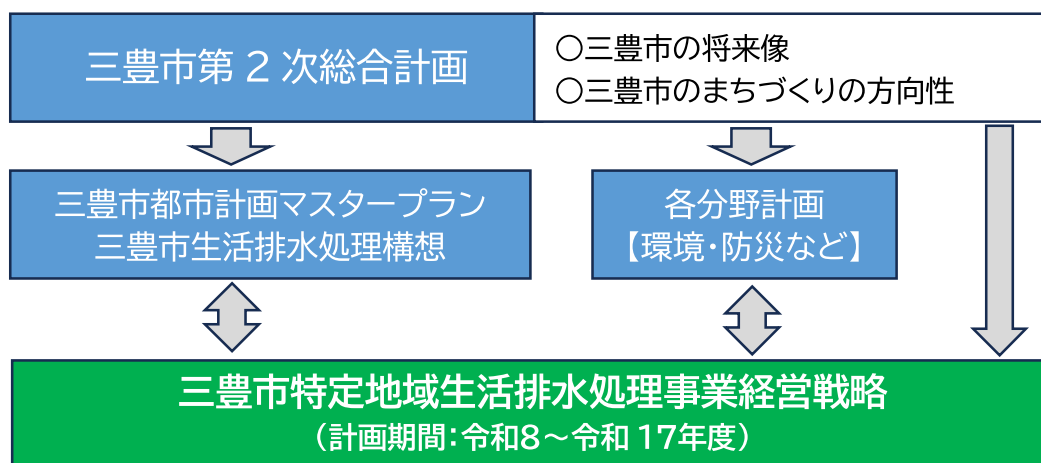 三豊市第２次総合計画
○三豊市の将来像
○三豊市のまちづくりの方向性
三豊市都市計画マスタープラン
三豊市生活排水処理構想
各分野計画
【環境・防災など】
三豊市特定地域生活排水処理事業経営戦略
（計画期間：令和８～令和 17年度）